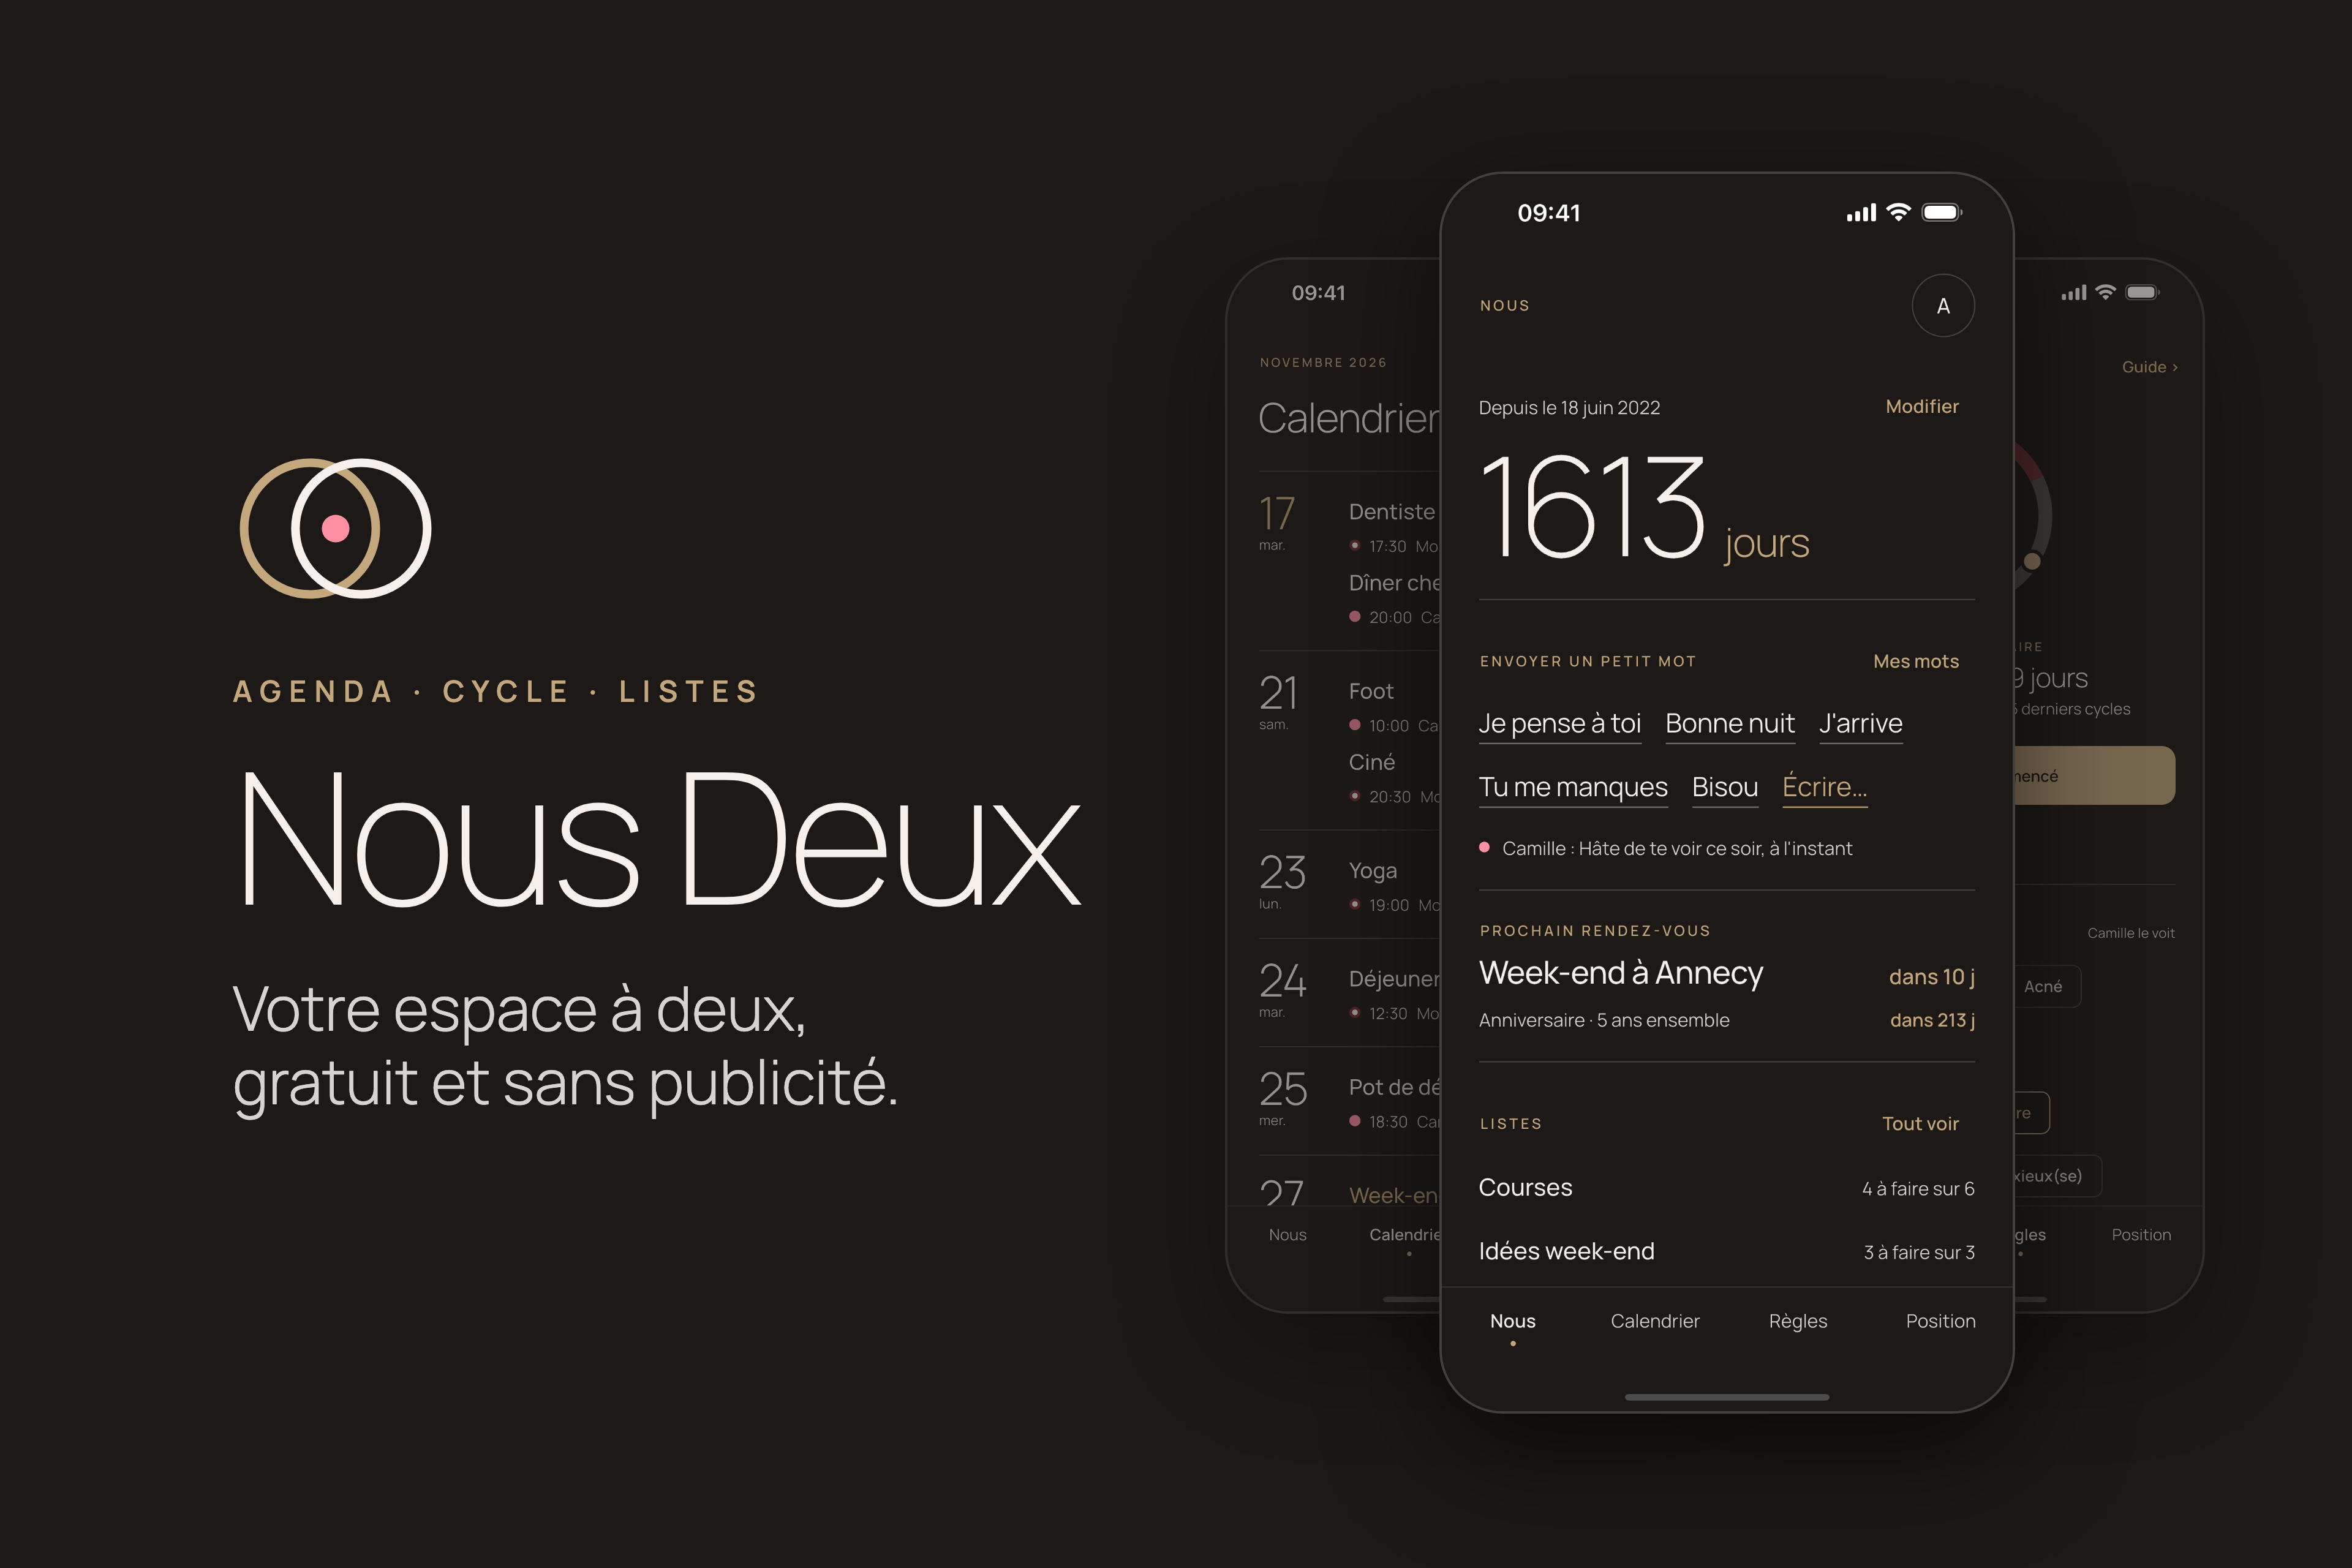 AGENDA · CYCLE · LISTES
Nous Deux
Votre espace à deux,
gratuit et sans publicité.
09:41
NOVEMBRE 2026
Calendrier
17
mar.
Dentiste
17:30
Dîner
20:00
21
sam.
Foot
10:00
Ciné
20:30
23
lun.
Yoga
19:00
24
mar.
Déjeuner
12:30
25
mer.
Pot de
18:30
27
Nous
09:41
NOUS
A
Depuis le 18 juin 2022
Modifier
1613 jours
ENVOYER UN PETIT MOT
Mes mots
Je pense à toi Bonne nuit J'arrive
Tu me manques Bisou Écrire...
Camille : Hâte de te voir ce soir, à l'instant
PROCHAIN RENDEZ-VOUS
Week-end à Annecy dans 10 j
Anniversaire · 5 ans ensemble dans 213 j
LISTES
Tout voir
Courses 4 à faire sur 6
Idées week-end 3 à faire sur 3
Nous Calendrier Règles Position
Guide >
jours
derniers cycles
Camille le voit
Acné
Position